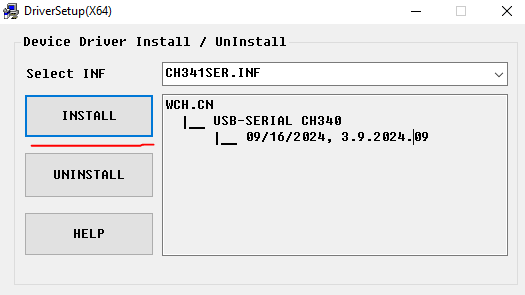 DriverSetup(X64)
Device Driver Install / UnInstall
Select INF
CH341SER.INF
INSTALL
UNINSTALL
HELP
WCH.CN
|__ USB-SERIAL CH340
|__ 09/16/2024, 3.9.2024.09